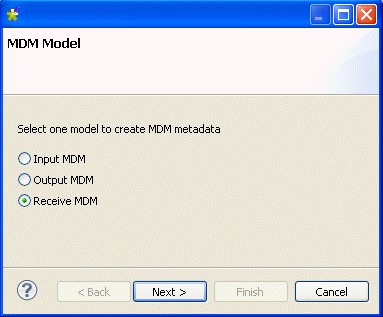 MDM Model
Select one model to create MDM metadata
Input MDM
Output MDM
Receive MDM
?
< Back
Next >
Finish
Cancel